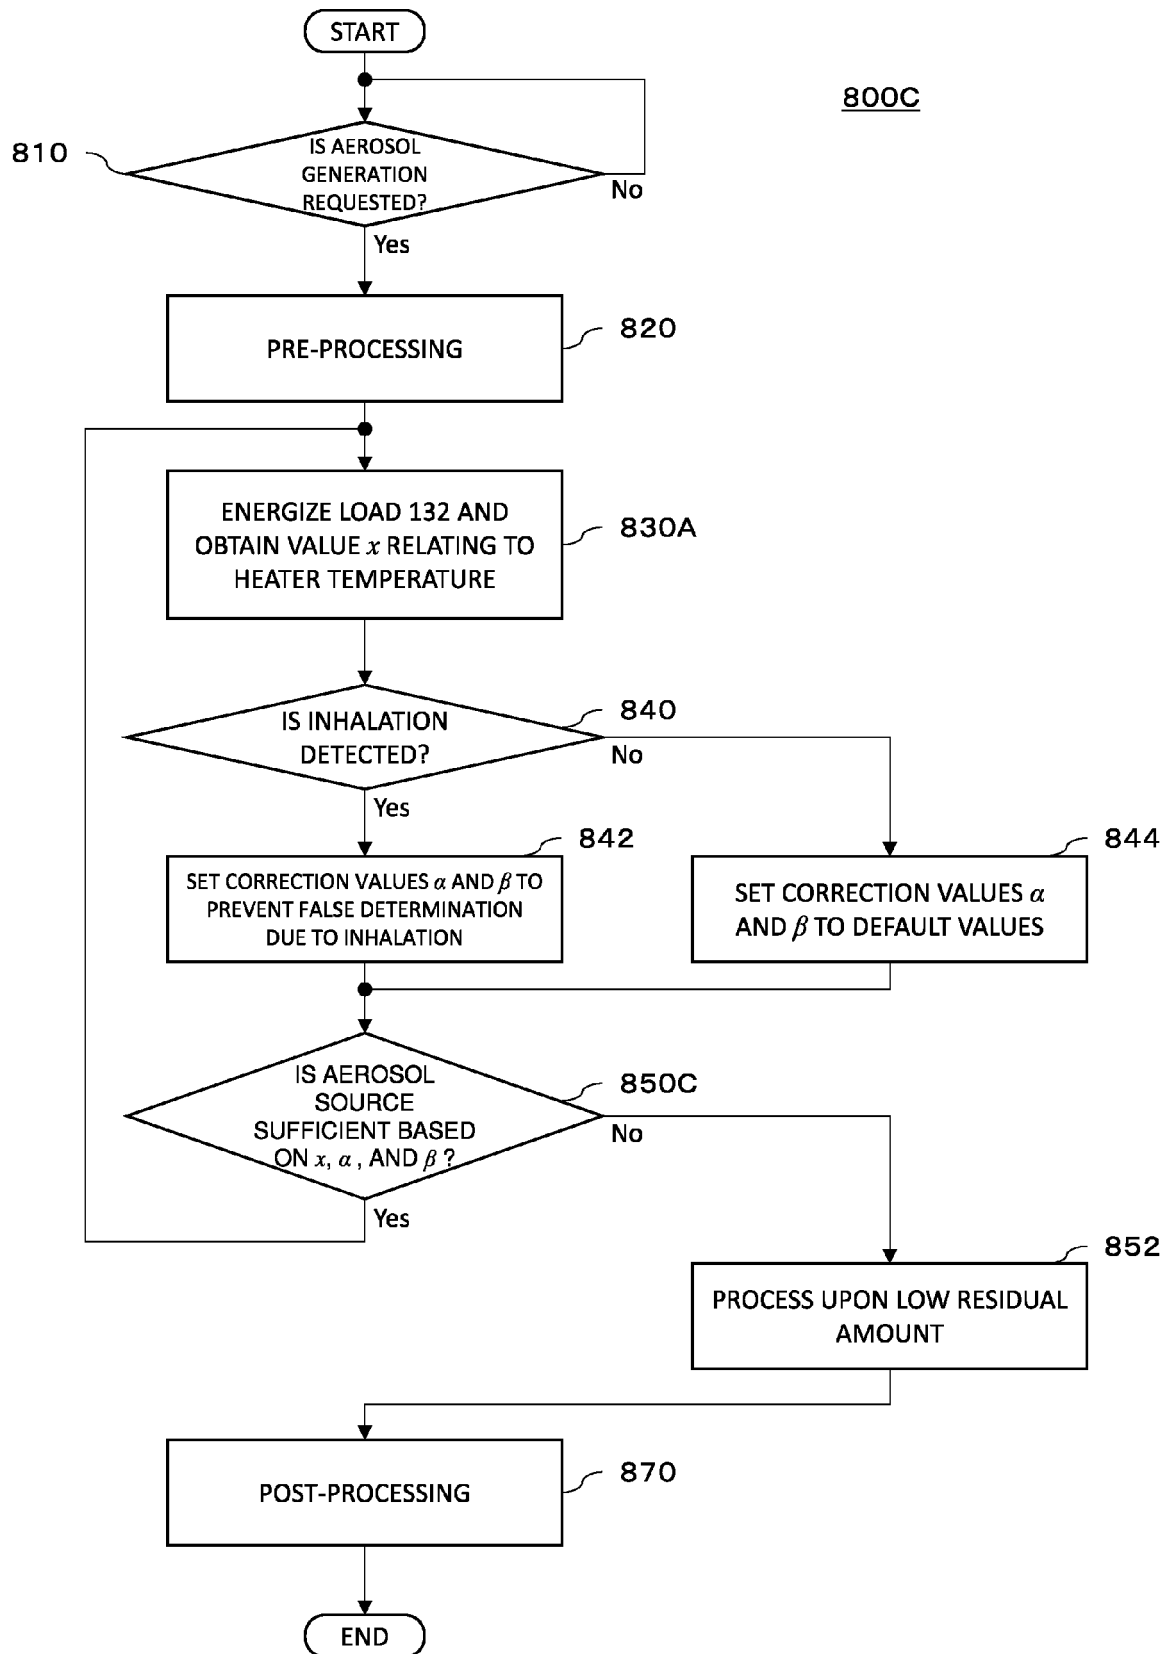 START
800C
810
IS AEROSOL
GENERATION
REQUESTED?
No
Yes
820
PRE-PROCESSING
830A
ENERGIZE LOAD 132 AND
OBTAIN VALUE x RELATING TO
HEATER TEMPERATURE
840
IS INHALATION
DETECTED?
No
Yes
842
SET CORRECTION VALUES α AND β TO
PREVENT FALSE DETERMINATION
DUE TO INHALATION
844
SET CORRECTION VALUES α
AND β TO DEFAULT VALUES
850C
IS AEROSOL
SOURCE
SUFFICIENT BASED
ON x, α, AND β ?
No
Yes
852
PROCESS UPON LOW RESIDUAL
AMOUNT
870
POST-PROCESSING
END